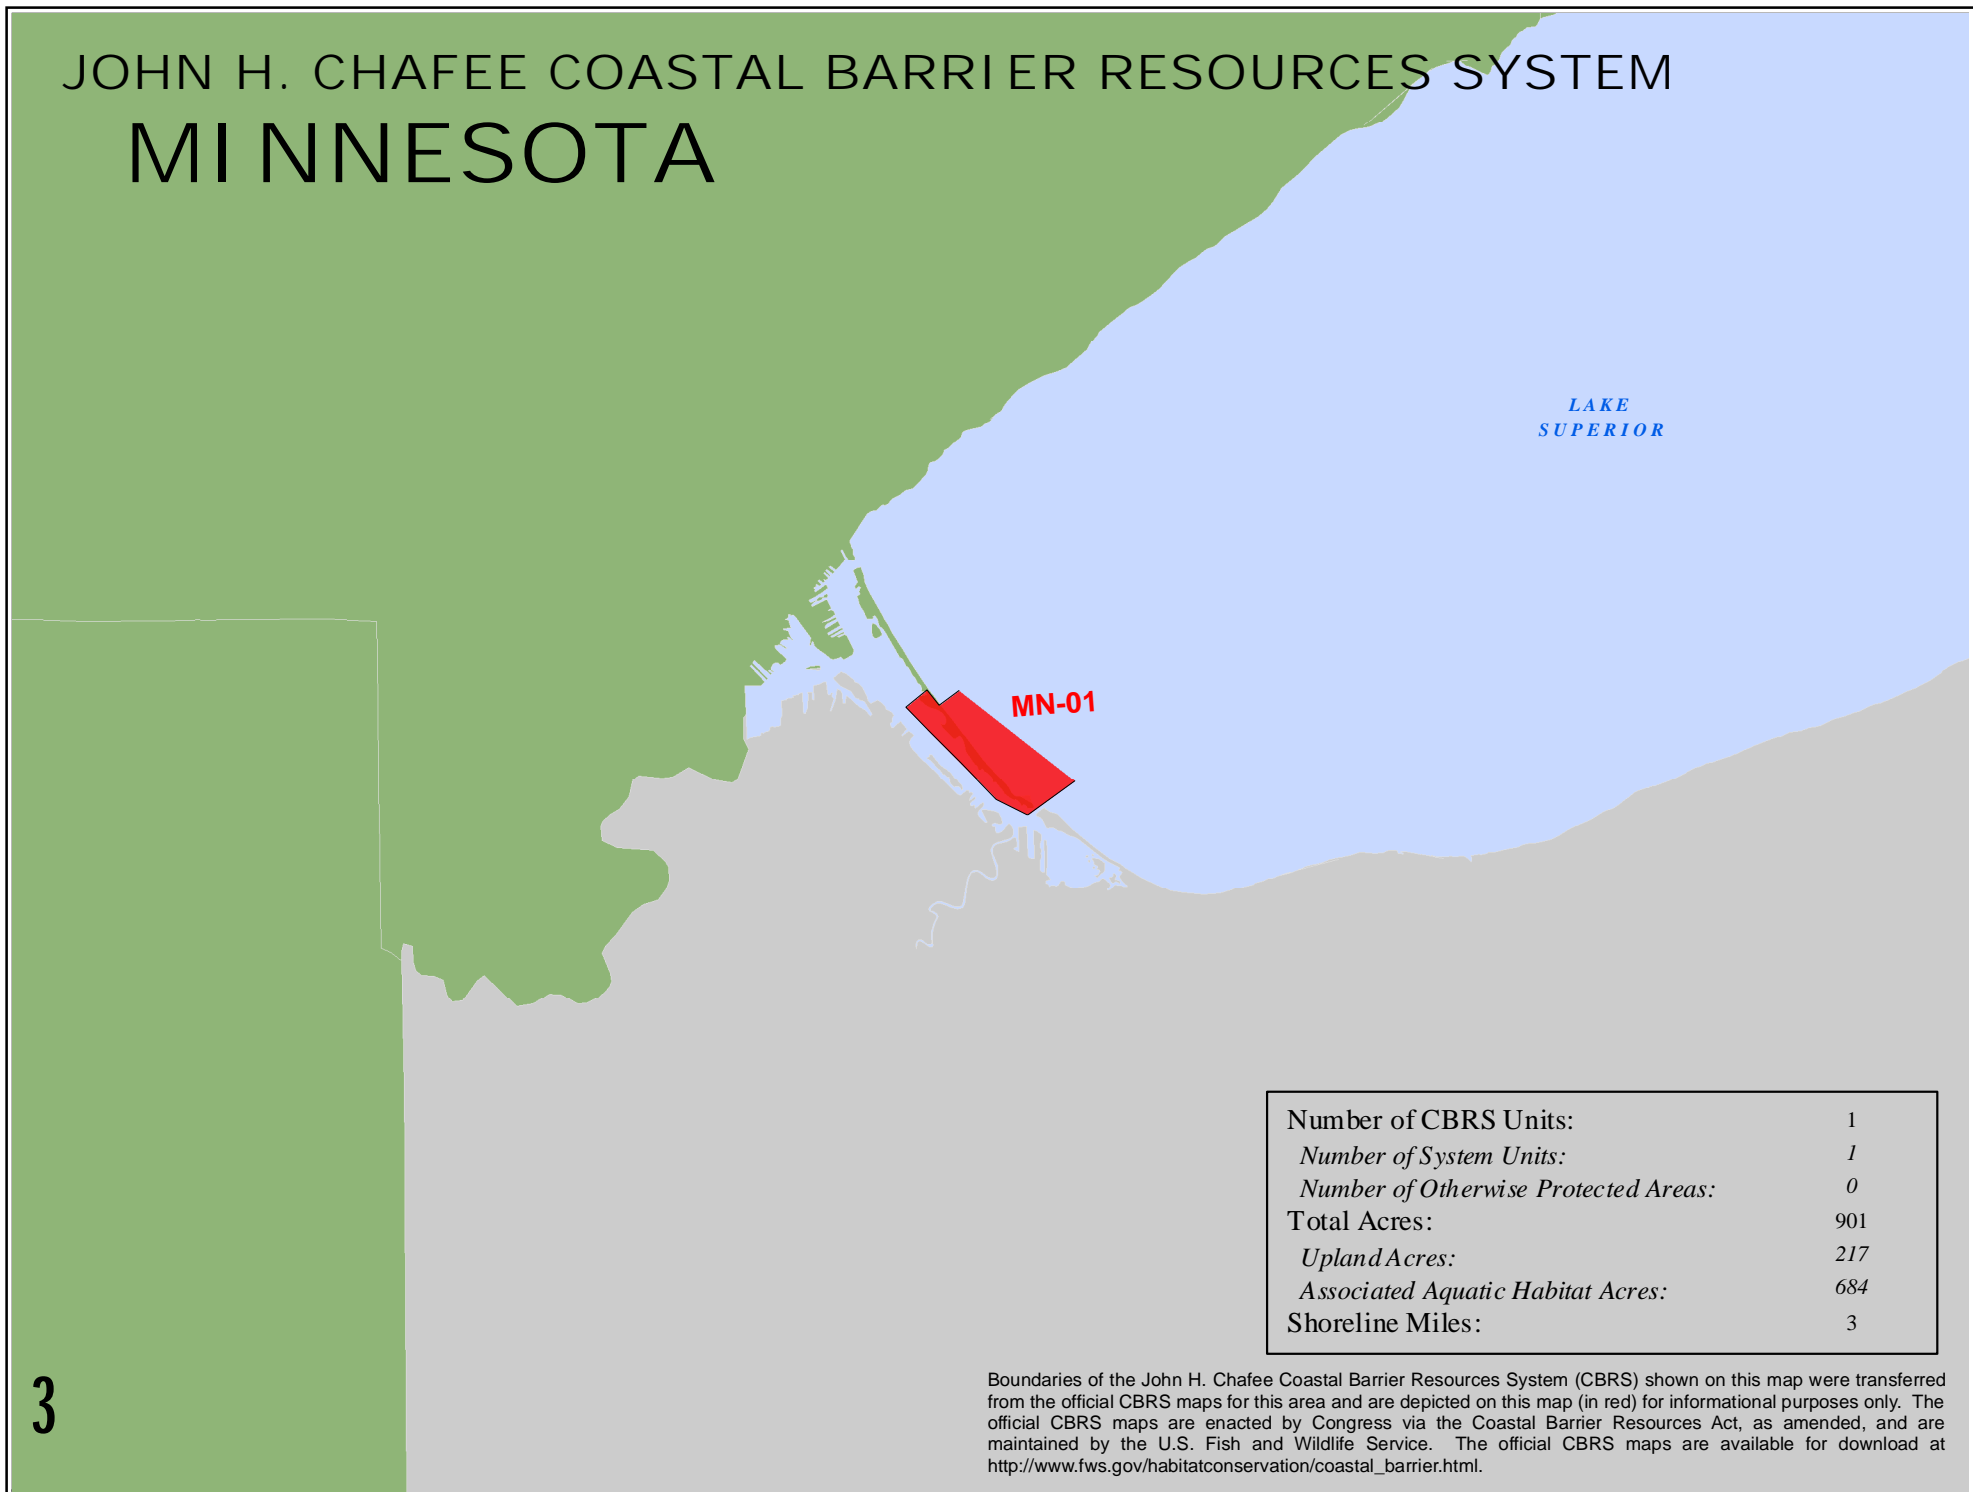 JOHN H. CHAFEE COASTAL BARRIER RESOURCES SYSTEM
MINNESOTA
LAKE
SUPERIOR
MN-01
Number of CBRS Units: 1
Number of System Units: 1
Number of Otherwise Protected Areas: 0
Total Acres: 901
Upland Acres: 217
Associated Aquatic Habitat Acres: 684
Shoreline Miles: 3
Boundaries of the John H. Chafee Coastal Barrier Resources System (CBRS) shown on this map were transferred
from the official CBRS maps for this area and are depicted on this map (in red) for informational purposes only. The
official CBRS maps are enacted by Congress via the Coastal Barrier Resources Act, as amended, and are
maintained by the U.S. Fish and Wildlife Service. The official CBRS maps are available for download at
http://www.fws.gov/habitatconservation/coastal_barrier.html.
3